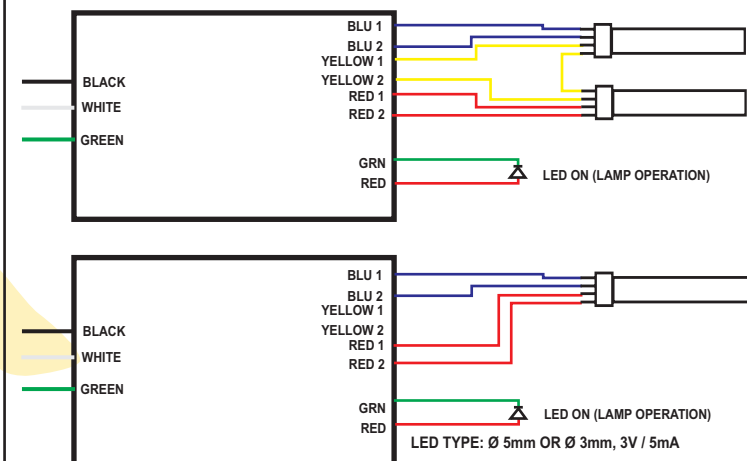 BLU 1
BLU 2
YELLOW 1
YELLOW 2
RED 1
RED 2
BLACK
WHITE
GREEN
GRN
RED
LED ON (LAMP OPERATION)
BLU 1
BLU 2
YELLOW 1
YELLOW 2
RED 1
RED 2
BLACK
WHITE
GREEN
GRN
RED
LED ON (LAMP OPERATION)
LED TYPE: Ø 5mm OR Ø 3mm, 3V / 5mA